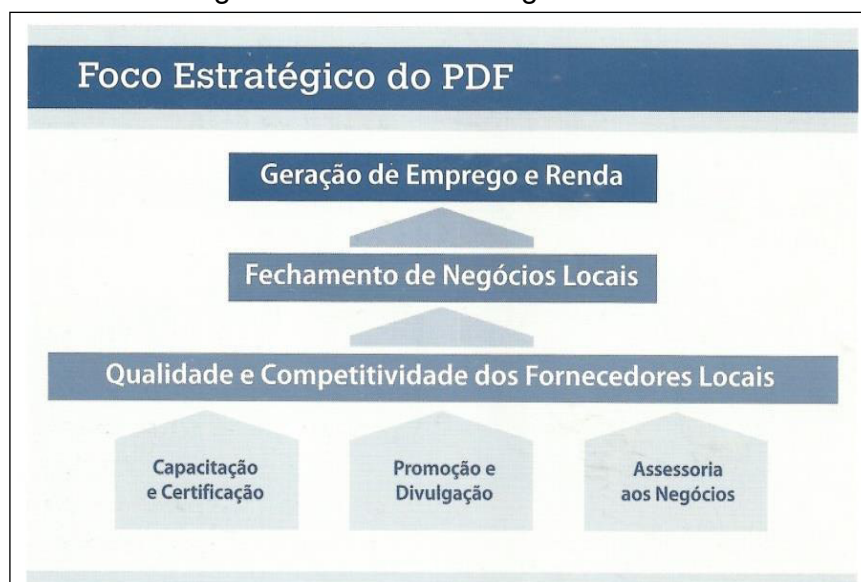 Foco Estratégico do PDF
Geração de Emprego e Renda
Fechamento de Negócios Locais
Qualidade e Competitividade dos Fornecedores Locais
Capacitação
e Certificação
Promoção e
Divulgação
Assessoria
aos Negócios